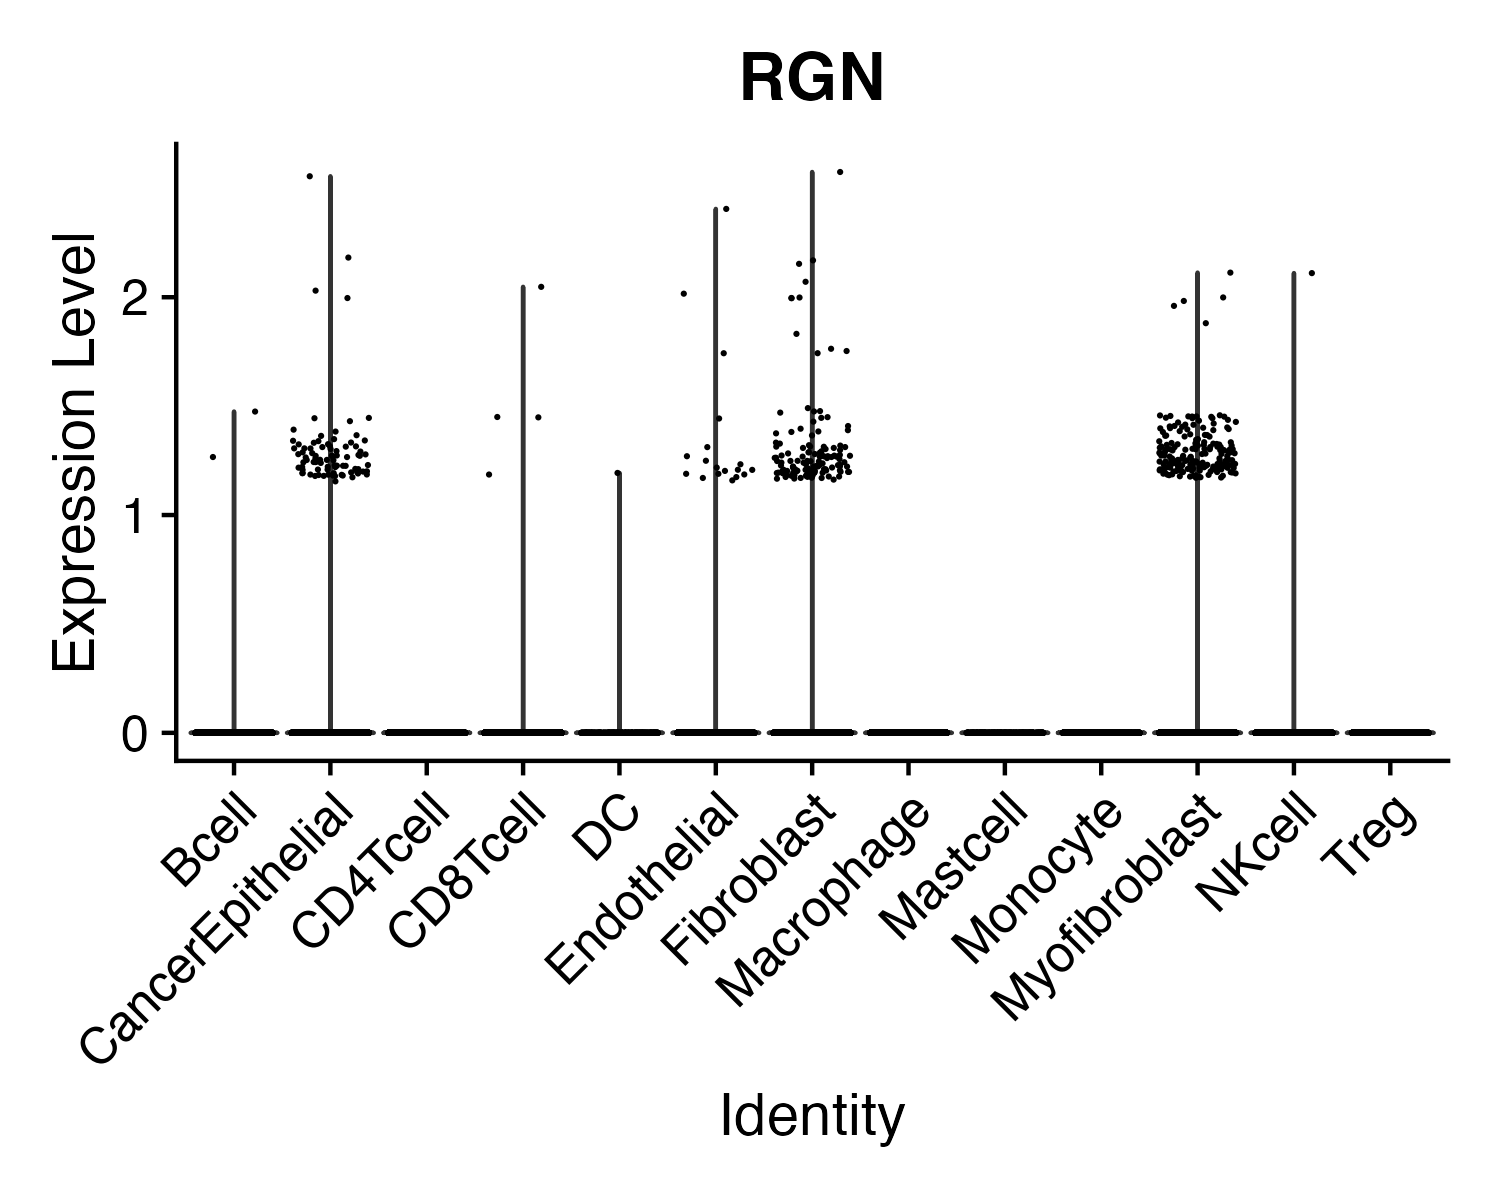 RGN
Expression Level
2
1
0
Bcell
CancerEpithelial
CD4Tcell
CD8Tcell
DC
Endothelial
Fibroblast
Macrophage
Mastcell
Monocyte
Myofibroblast
NKcell
Treg
Identity